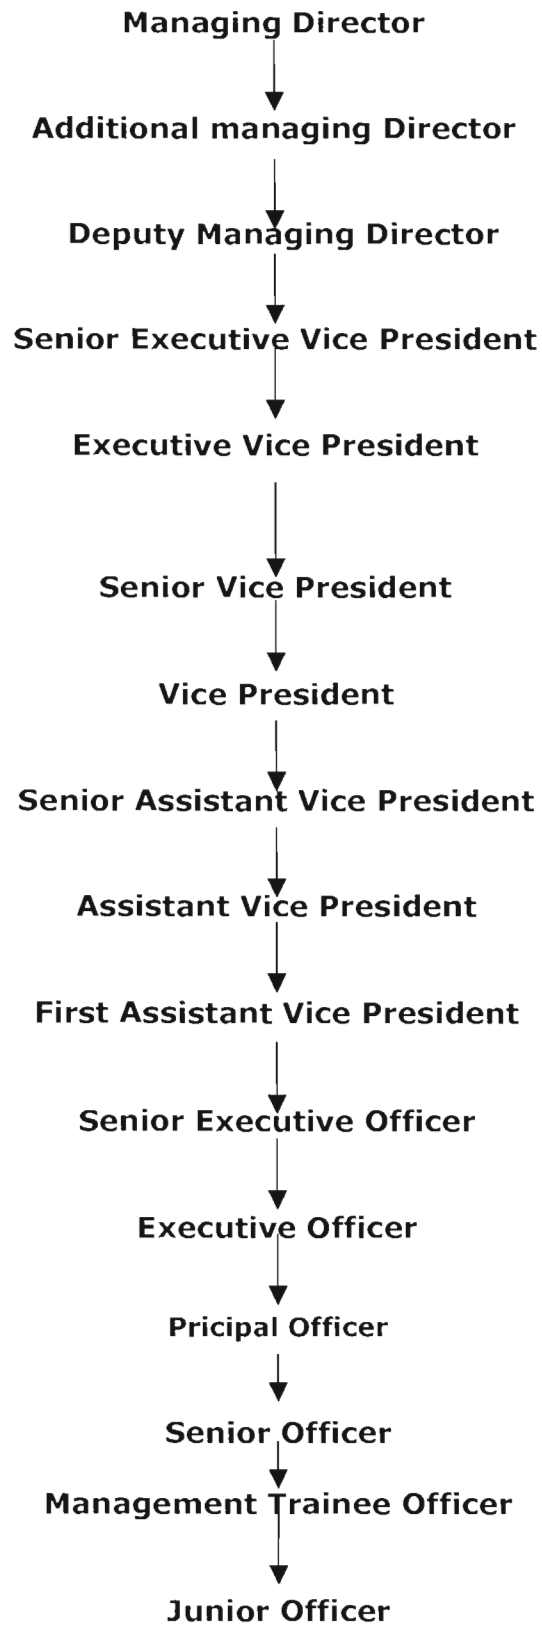 Managing Director
Additional managing Director
Deputy Managing Director
Senior Executive Vice President
Executive Vice President
Senior Vice President
Vice President
Senior Assistant Vice President
Assistant Vice President
First Assistant Vice President
Senior Executive Officer
Executive Officer
Pricipal Officer
Senior Officer
Management Trainee Officer
Junior Officer